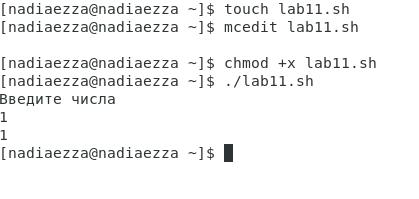 [nadiaezza@nadiaezza ~]$ touch lab11.sh
[nadiaezza@nadiaezza ~]$ mcedit lab11.sh
[nadiaezza@nadiaezza ~]$ chmod +x lab11.sh
[nadiaezza@nadiaezza ~]$ ./lab11.sh
Введите числа
1
1
[nadiaezza@nadiaezza ~]$